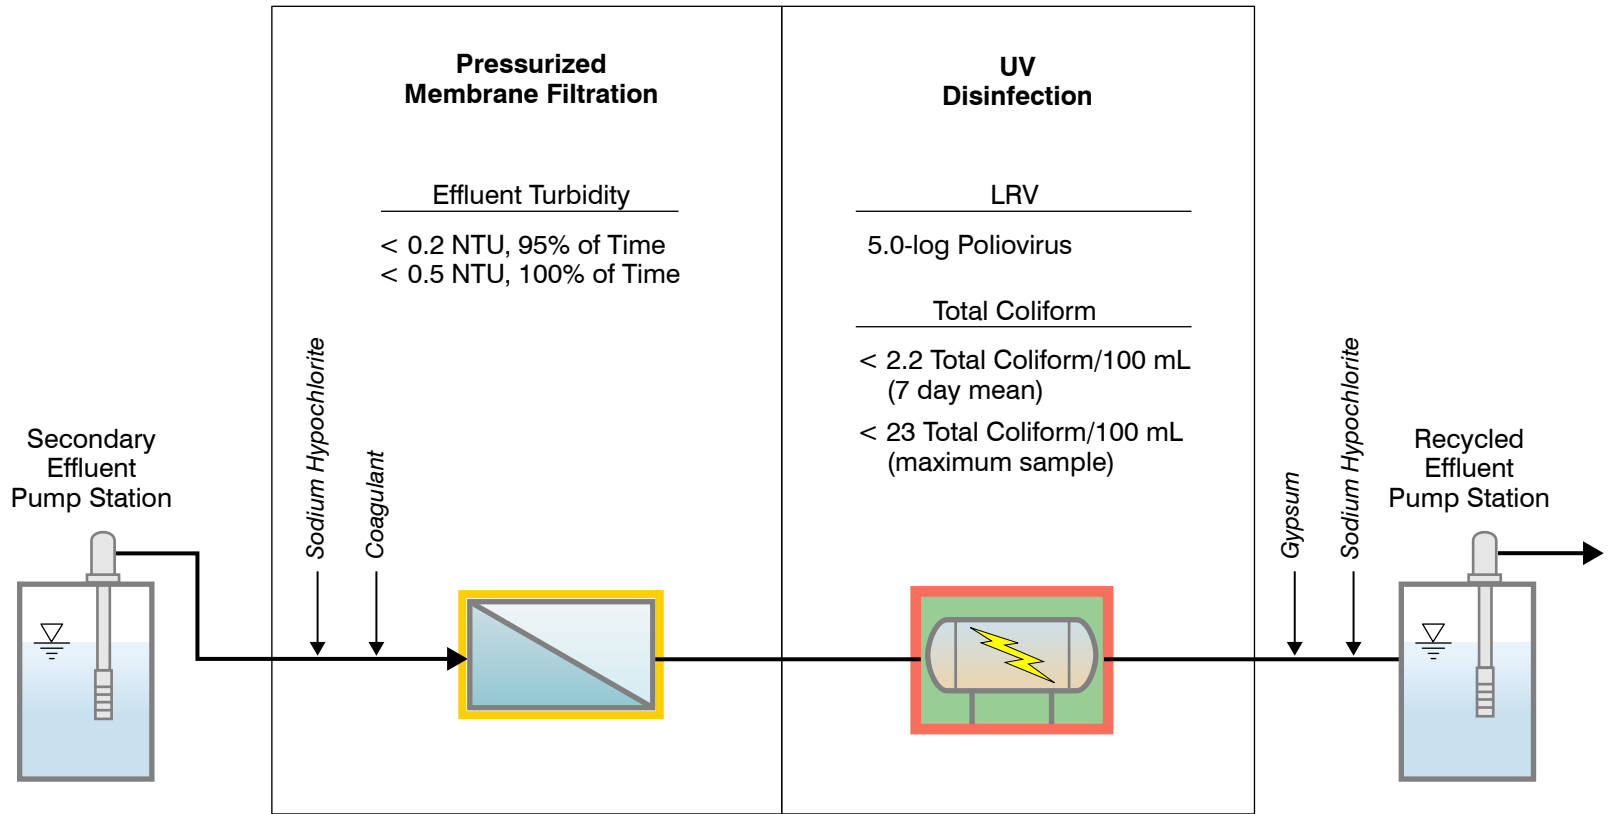 Pressurized
Membrane Filtration
UV
Disinfection
Effluent Turbidity
< 0.2 NTU, 95% of Time
< 0.5 NTU, 100% of Time
LRV
5.0-log Poliovirus
Total Coliform
< 2.2 Total Coliform/100 mL
(7 day mean)
< 23 Total Coliform/100 mL
(maximum sample)
Secondary
Effluent
Pump Station
Sodium Hypochlorite
Coagulant
Gypsum
Sodium Hypochlorite
Recycled
Effluent
Pump Station